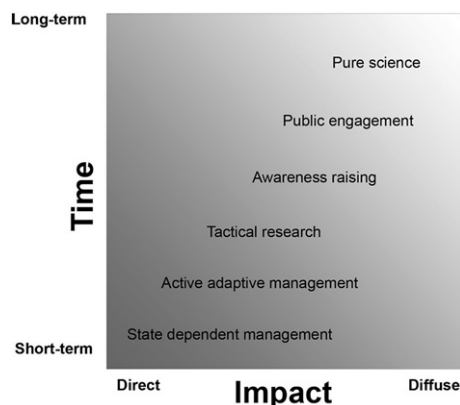 Long-term
Pure science
Public engagement
Awareness raising
Time
Tactical research
Active adaptive management
State dependent management
Short-term
Direct
Impact
Diffuse